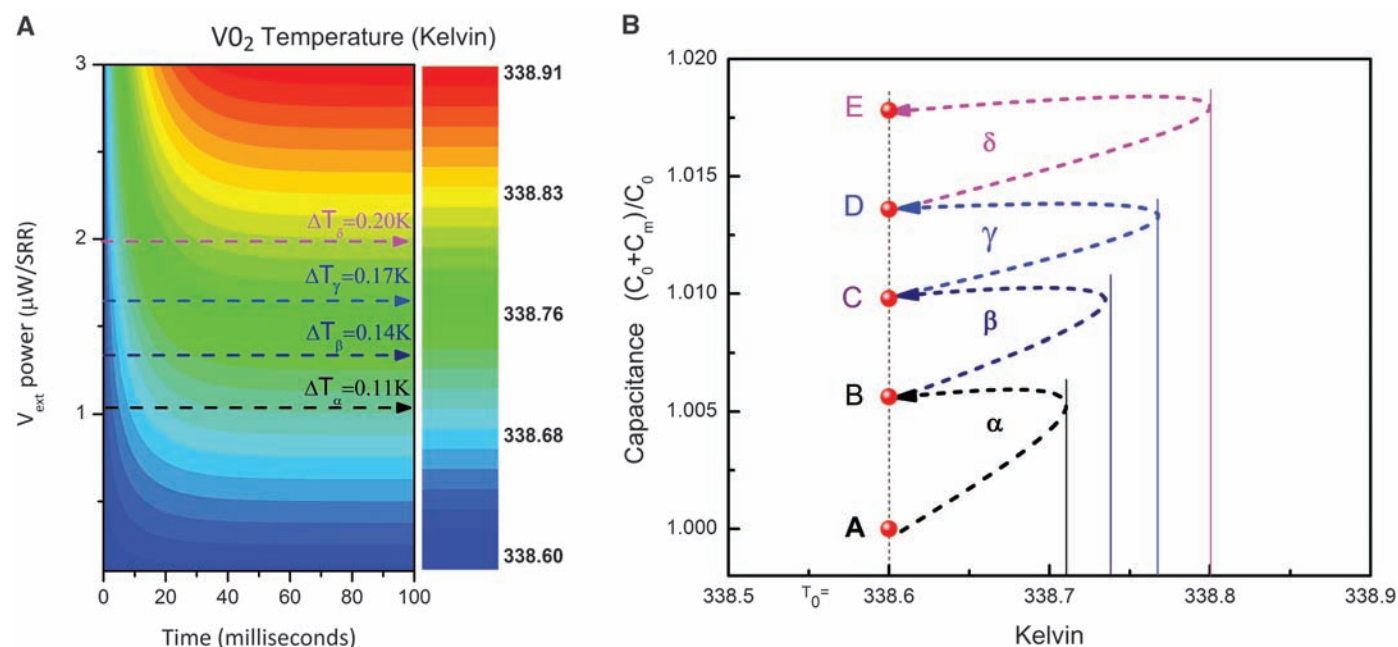 A
VO₂ Temperature (Kelvin)
3
2
1
V_ext power (μW/SRR)
ΔT_δ=0.20K
ΔT_γ=0.17K
ΔT_β=0.14K
ΔT_α=0.11K
0 20 40 60 80 100
Time (milliseconds)
338.91
338.83
338.76
338.68
338.60
B
1.020
1.015
1.010
1.005
1.000
Capacitance (C₀+C_m)/C₀
E
δ
D
γ
C
β
B
α
A
338.5 T₀= 338.6 338.7 338.8 338.9
Kelvin